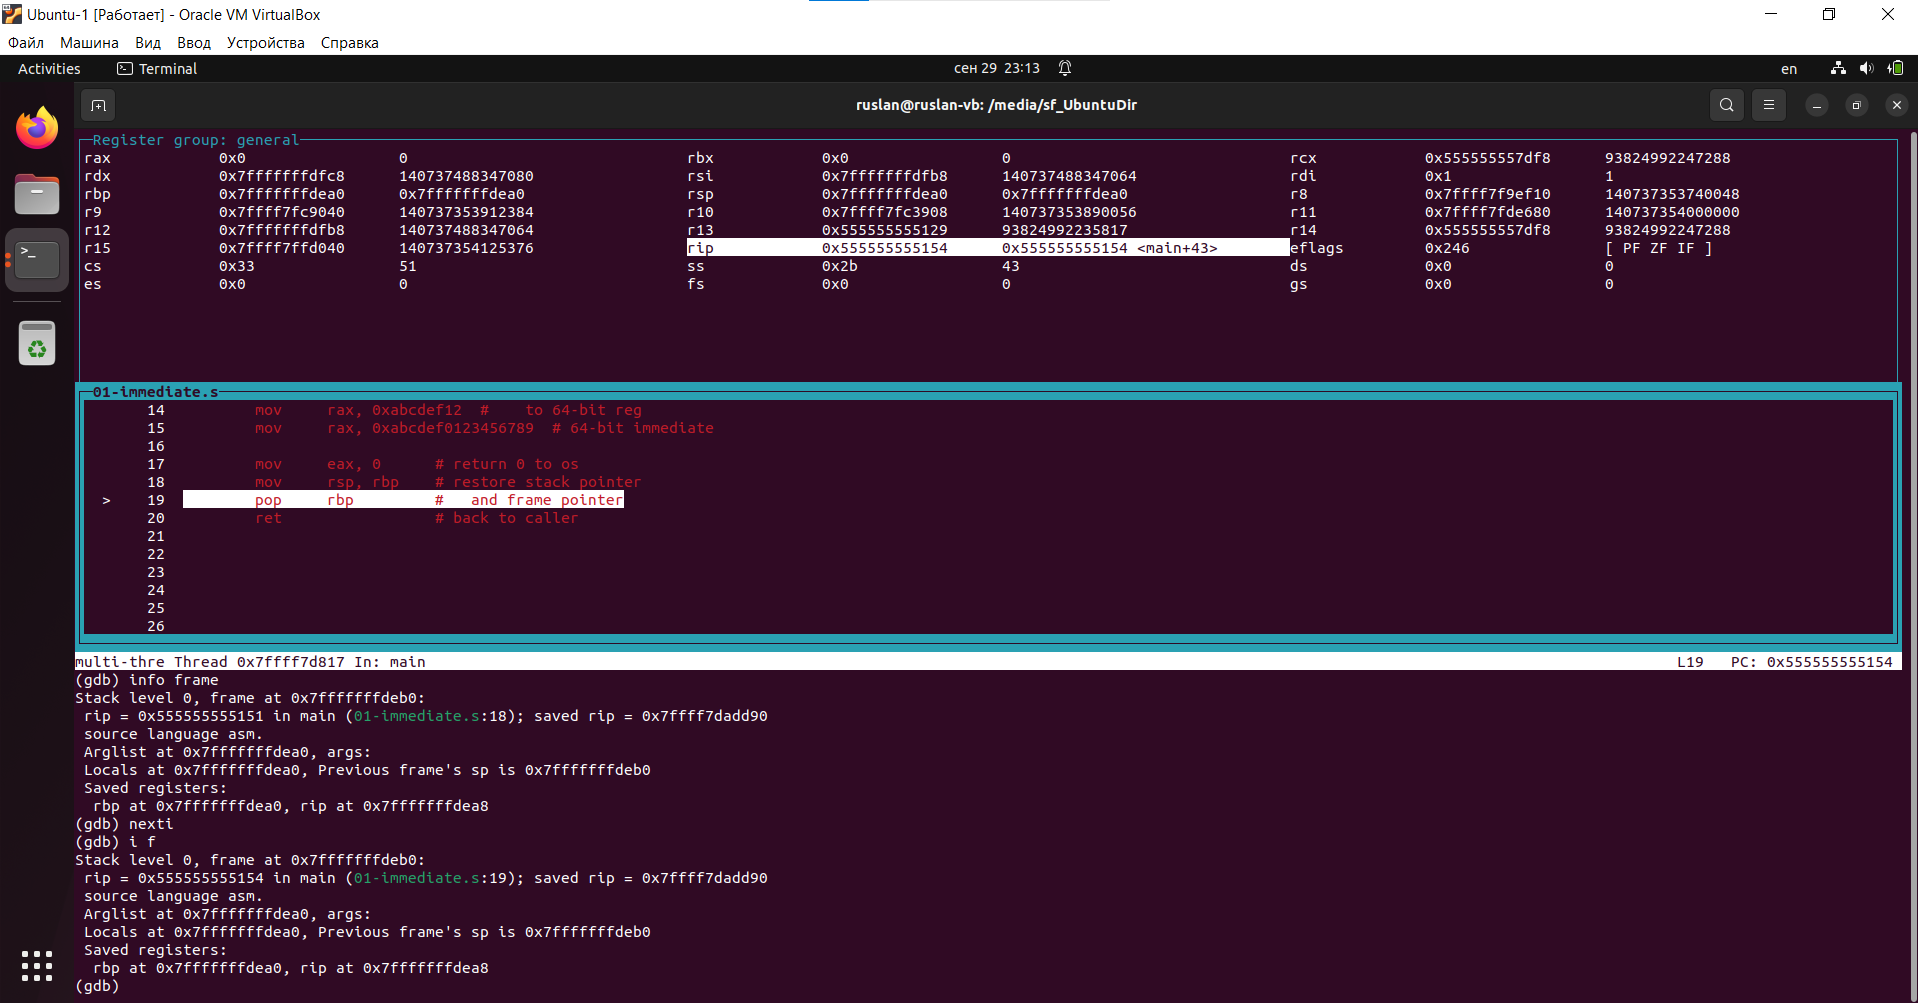 Ubuntu-1 [Работает] - Oracle VM VirtualBox
Файл Машина Вид Ввод Устройства Справка
Activities Terminal сен 29 23:13 en
ruslan@ruslan-vb: /media/sf_UbuntuDir
Register group: general
rax 0x0 0 rbx 0x0 0 rcx 0x555555557df8 93824992247288
rdx 0x7fffffffdfc8 140737488347080 rsi 0x7fffffffdfb8 140737488347064 rdi 0x1 1
rbp 0x7fffffffdea0 0x7fffffffdea0 rsp 0x7fffffffdea0 0x7fffffffdea0 r8 0x7ffff7f9ef10 140737353740048
r9 0x7ffff7fc9040 140737353912384 r10 0x7ffff7fc3908 140737353890056 r11 0x7ffff7fde680 140737354000000
r12 0x7fffffffdfb8 140737488347064 r13 0x555555555129 93824992235817 r14 0x555555557df8 93824992247288
r15 0x7ffff7ffd040 140737354125376 rip 0x555555555154 0x555555555154 <main+43> eflags 0x246 [ PF ZF IF ]
cs 0x33 51 ss 0x2b 43 ds 0x0 0
es 0x0 0 fs 0x0 0 gs 0x0 0
01-immediate.s
14 mov rax, 0xabcdef12 # to 64-bit reg
15 mov rax, 0xabcdef0123456789 # 64-bit immediate
16
17 mov eax, 0 # return 0 to os
18 mov rsp, rbp # restore stack pointer
> 19 pop rbp # and frame pointer
20 ret # back to caller
21
22
23
24
25
26
multi-thre Thread 0x7ffff7d817 In: main L19 PC: 0x555555555154
(gdb) info frame
Stack level 0, frame at 0x7fffffffdeb0:
rip = 0x555555555151 in main (01-immediate.s:18); saved rip = 0x7ffff7dadd90
source language asm.
Arglist at 0x7fffffffdea0, args:
Locals at 0x7fffffffdea0, Previous frame's sp is 0x7fffffffdeb0
Saved registers:
rbp at 0x7fffffffdea0, rip at 0x7fffffffdea8
(gdb) nexti
(gdb) i f
Stack level 0, frame at 0x7fffffffdeb0:
rip = 0x555555555154 in main (01-immediate.s:19); saved rip = 0x7ffff7dadd90
source language asm.
Arglist at 0x7fffffffdea0, args:
Locals at 0x7fffffffdea0, Previous frame's sp is 0x7fffffffdeb0
Saved registers:
rbp at 0x7fffffffdea0, rip at 0x7fffffffdea8
(gdb)